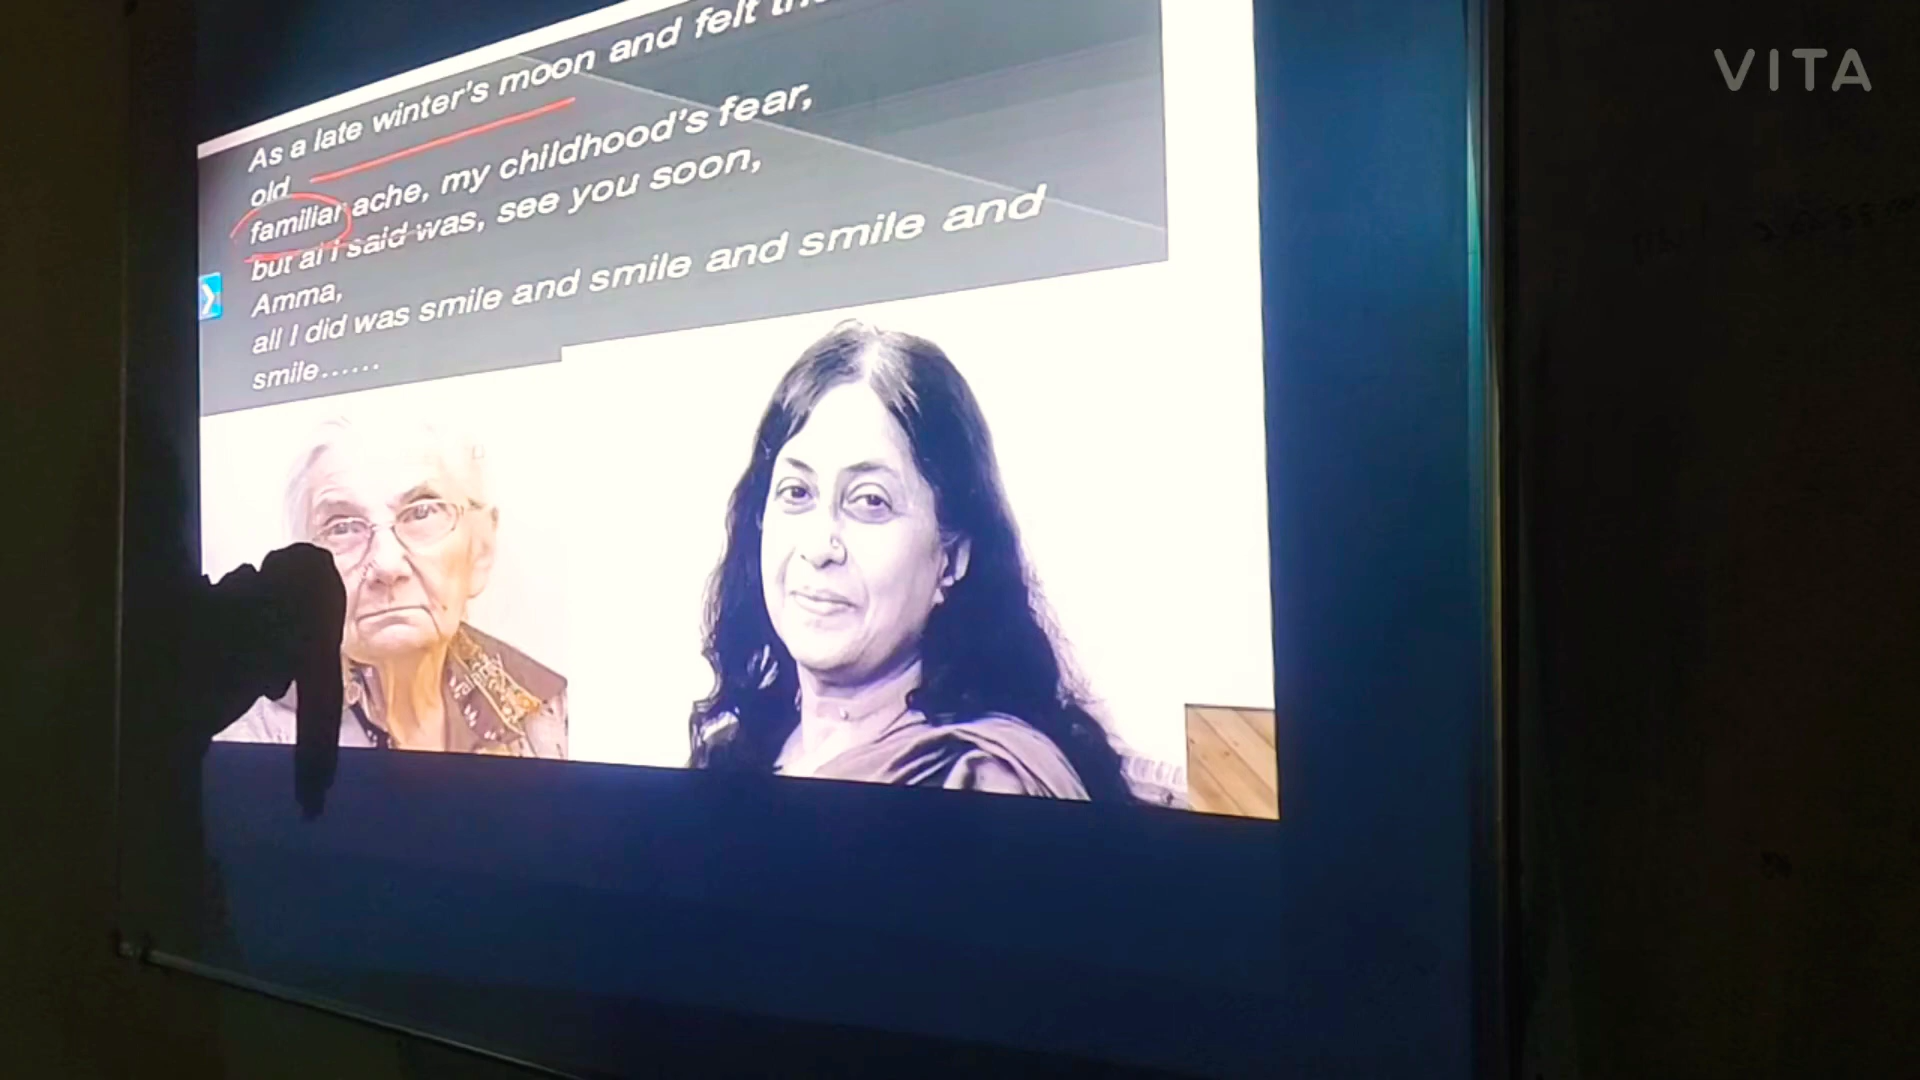 As a late winter's moon and felt
old
familiar ache, my childhood's fear,
but al i said was, see you soon,
Amma,
all I did was smile and smile and smile and
smile......
VITA